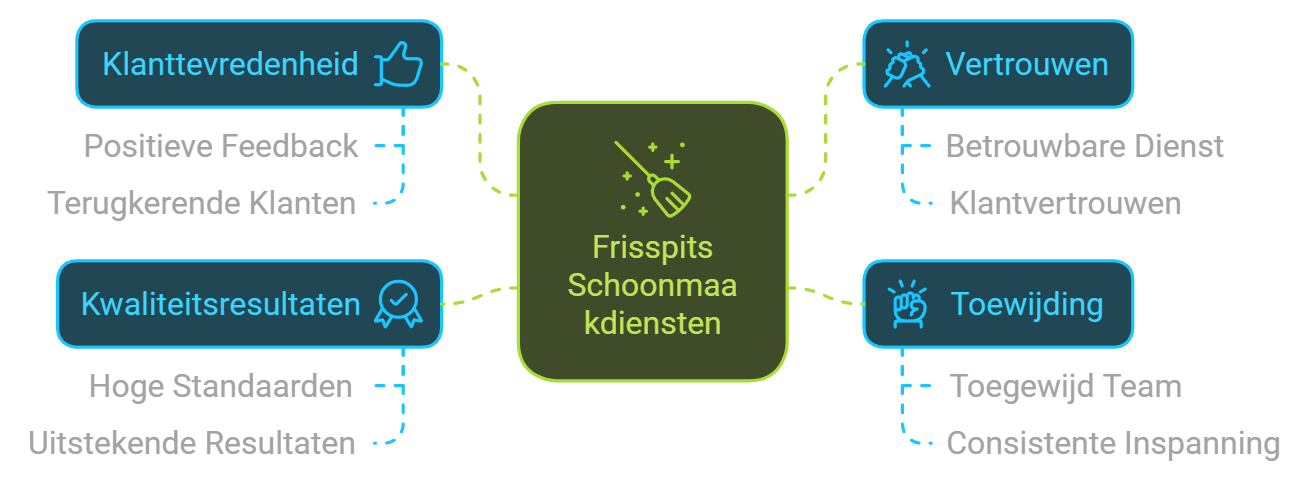 Klanttevredenheid
Positieve Feedback
Terugkerende Klanten
Kwaliteitsresultaten
Hoge Standaarden
Uitstekende Resultaten
Frisspits
Schoonmaa
kdiensten
Vertrouwen
Betrouwbare Dienst
Klantvertrouwen
Toewijding
Toegewijd Team
Consistente Inspanning